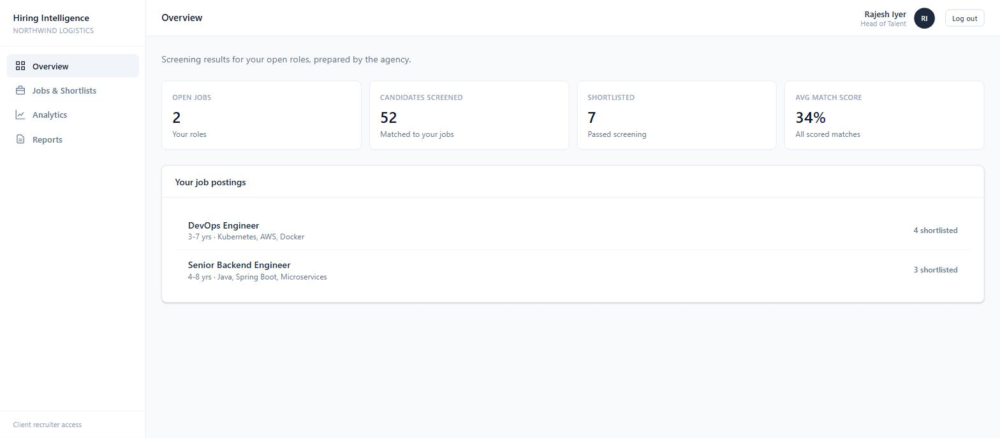 Hiring Intelligence
NORTHWIND LOGISTICS
Overview
Jobs & Shortlists
Analytics
Reports
Client recruiter access
Overview
Rajesh Iyer
Head of Talent
RI
Log out
Screening results for your open roles, prepared by the agency.
OPEN JOBS
2
Your roles
CANDIDATES SCREENED
52
Matched to your jobs
SHORTLISTED
7
Passed screening
AVG MATCH SCORE
34%
All scored matches
Your job postings
DevOps Engineer
3-7 yrs · Kubernetes, AWS, Docker
4 shortlisted
Senior Backend Engineer
4-8 yrs · Java, Spring Boot, Microservices
3 shortlisted